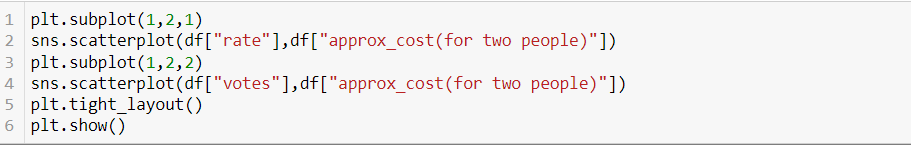 1 plt.subplot(1,2,1)
2 sns.scatterplot(df["rate"],df["approx_cost(for two people)"])
3 plt.subplot(1,2,2)
4 sns.scatterplot(df["votes"],df["approx_cost(for two people)"])
5 plt.tight_layout()
6 plt.show()